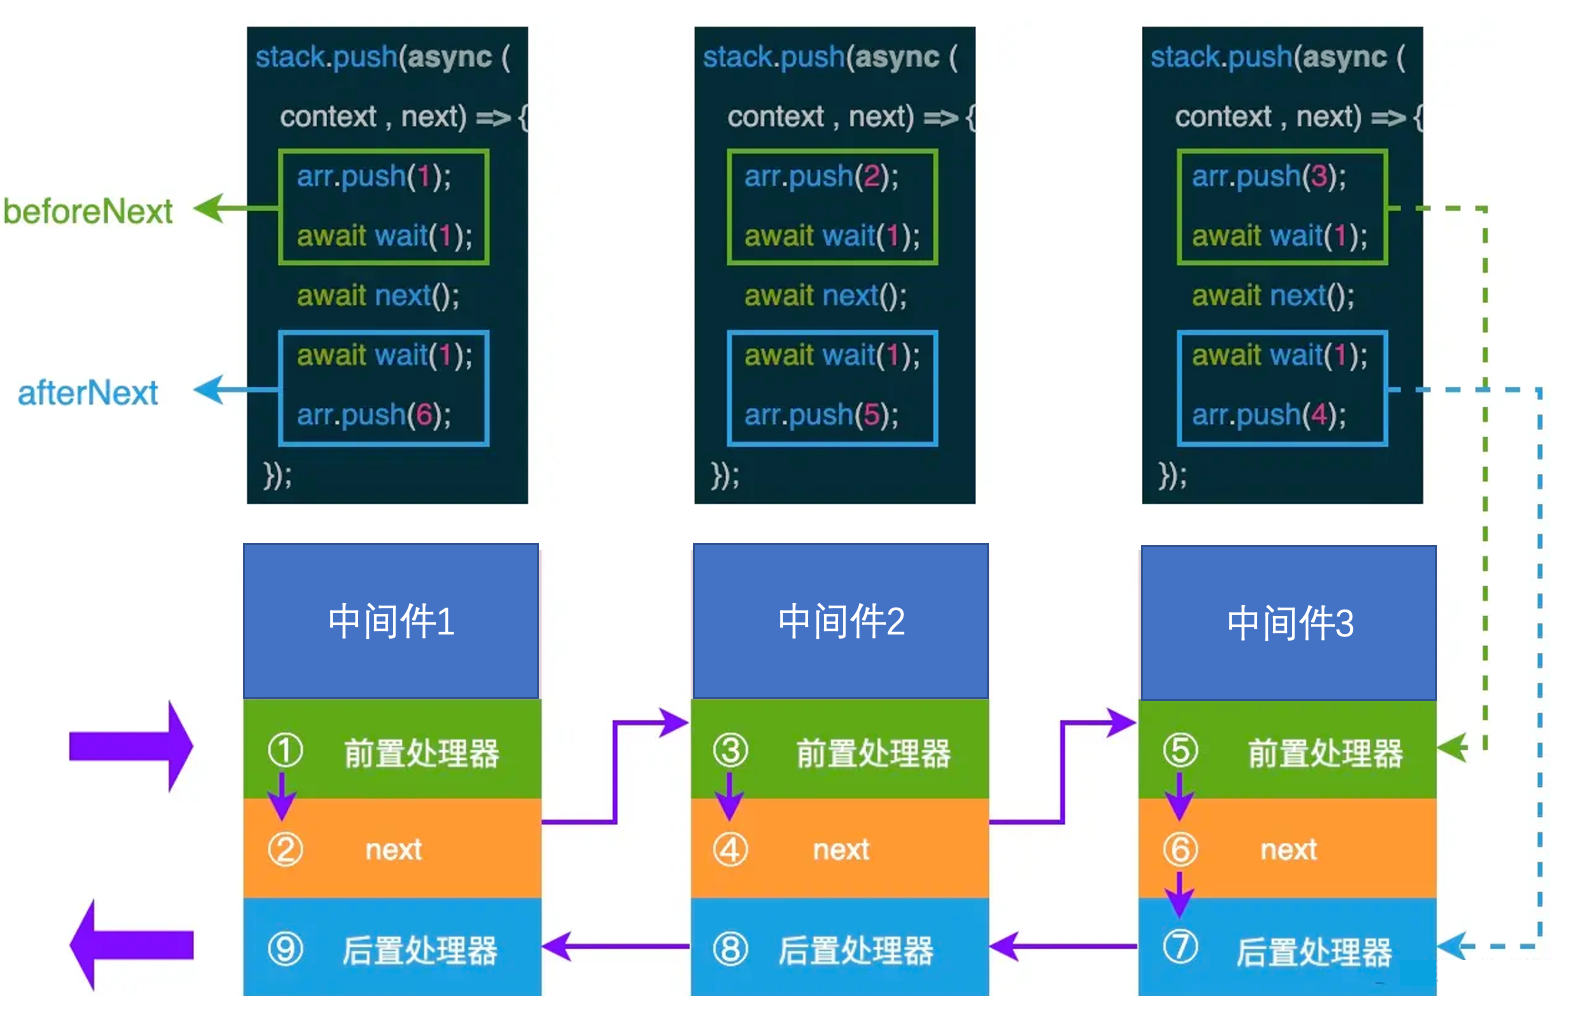 stack.push(async (
context , next) => {
arr.push(1);
await wait(1);
await next();
await wait(1);
arr.push(6);
});
stack.push(async (
context , next) => {
arr.push(2);
await wait(1);
await next();
await wait(1);
arr.push(5);
});
stack.push(async (
context , next) => {
arr.push(3);
await wait(1);
await next();
await wait(1);
arr.push(4);
});
beforeNext
afterNext
中间件1
① 前置处理器
② next
⑨ 后置处理器
中间件2
③ 前置处理器
④ next
⑧ 后置处理器
中间件3
⑤ 前置处理器
⑥ next
⑦ 后置处理器